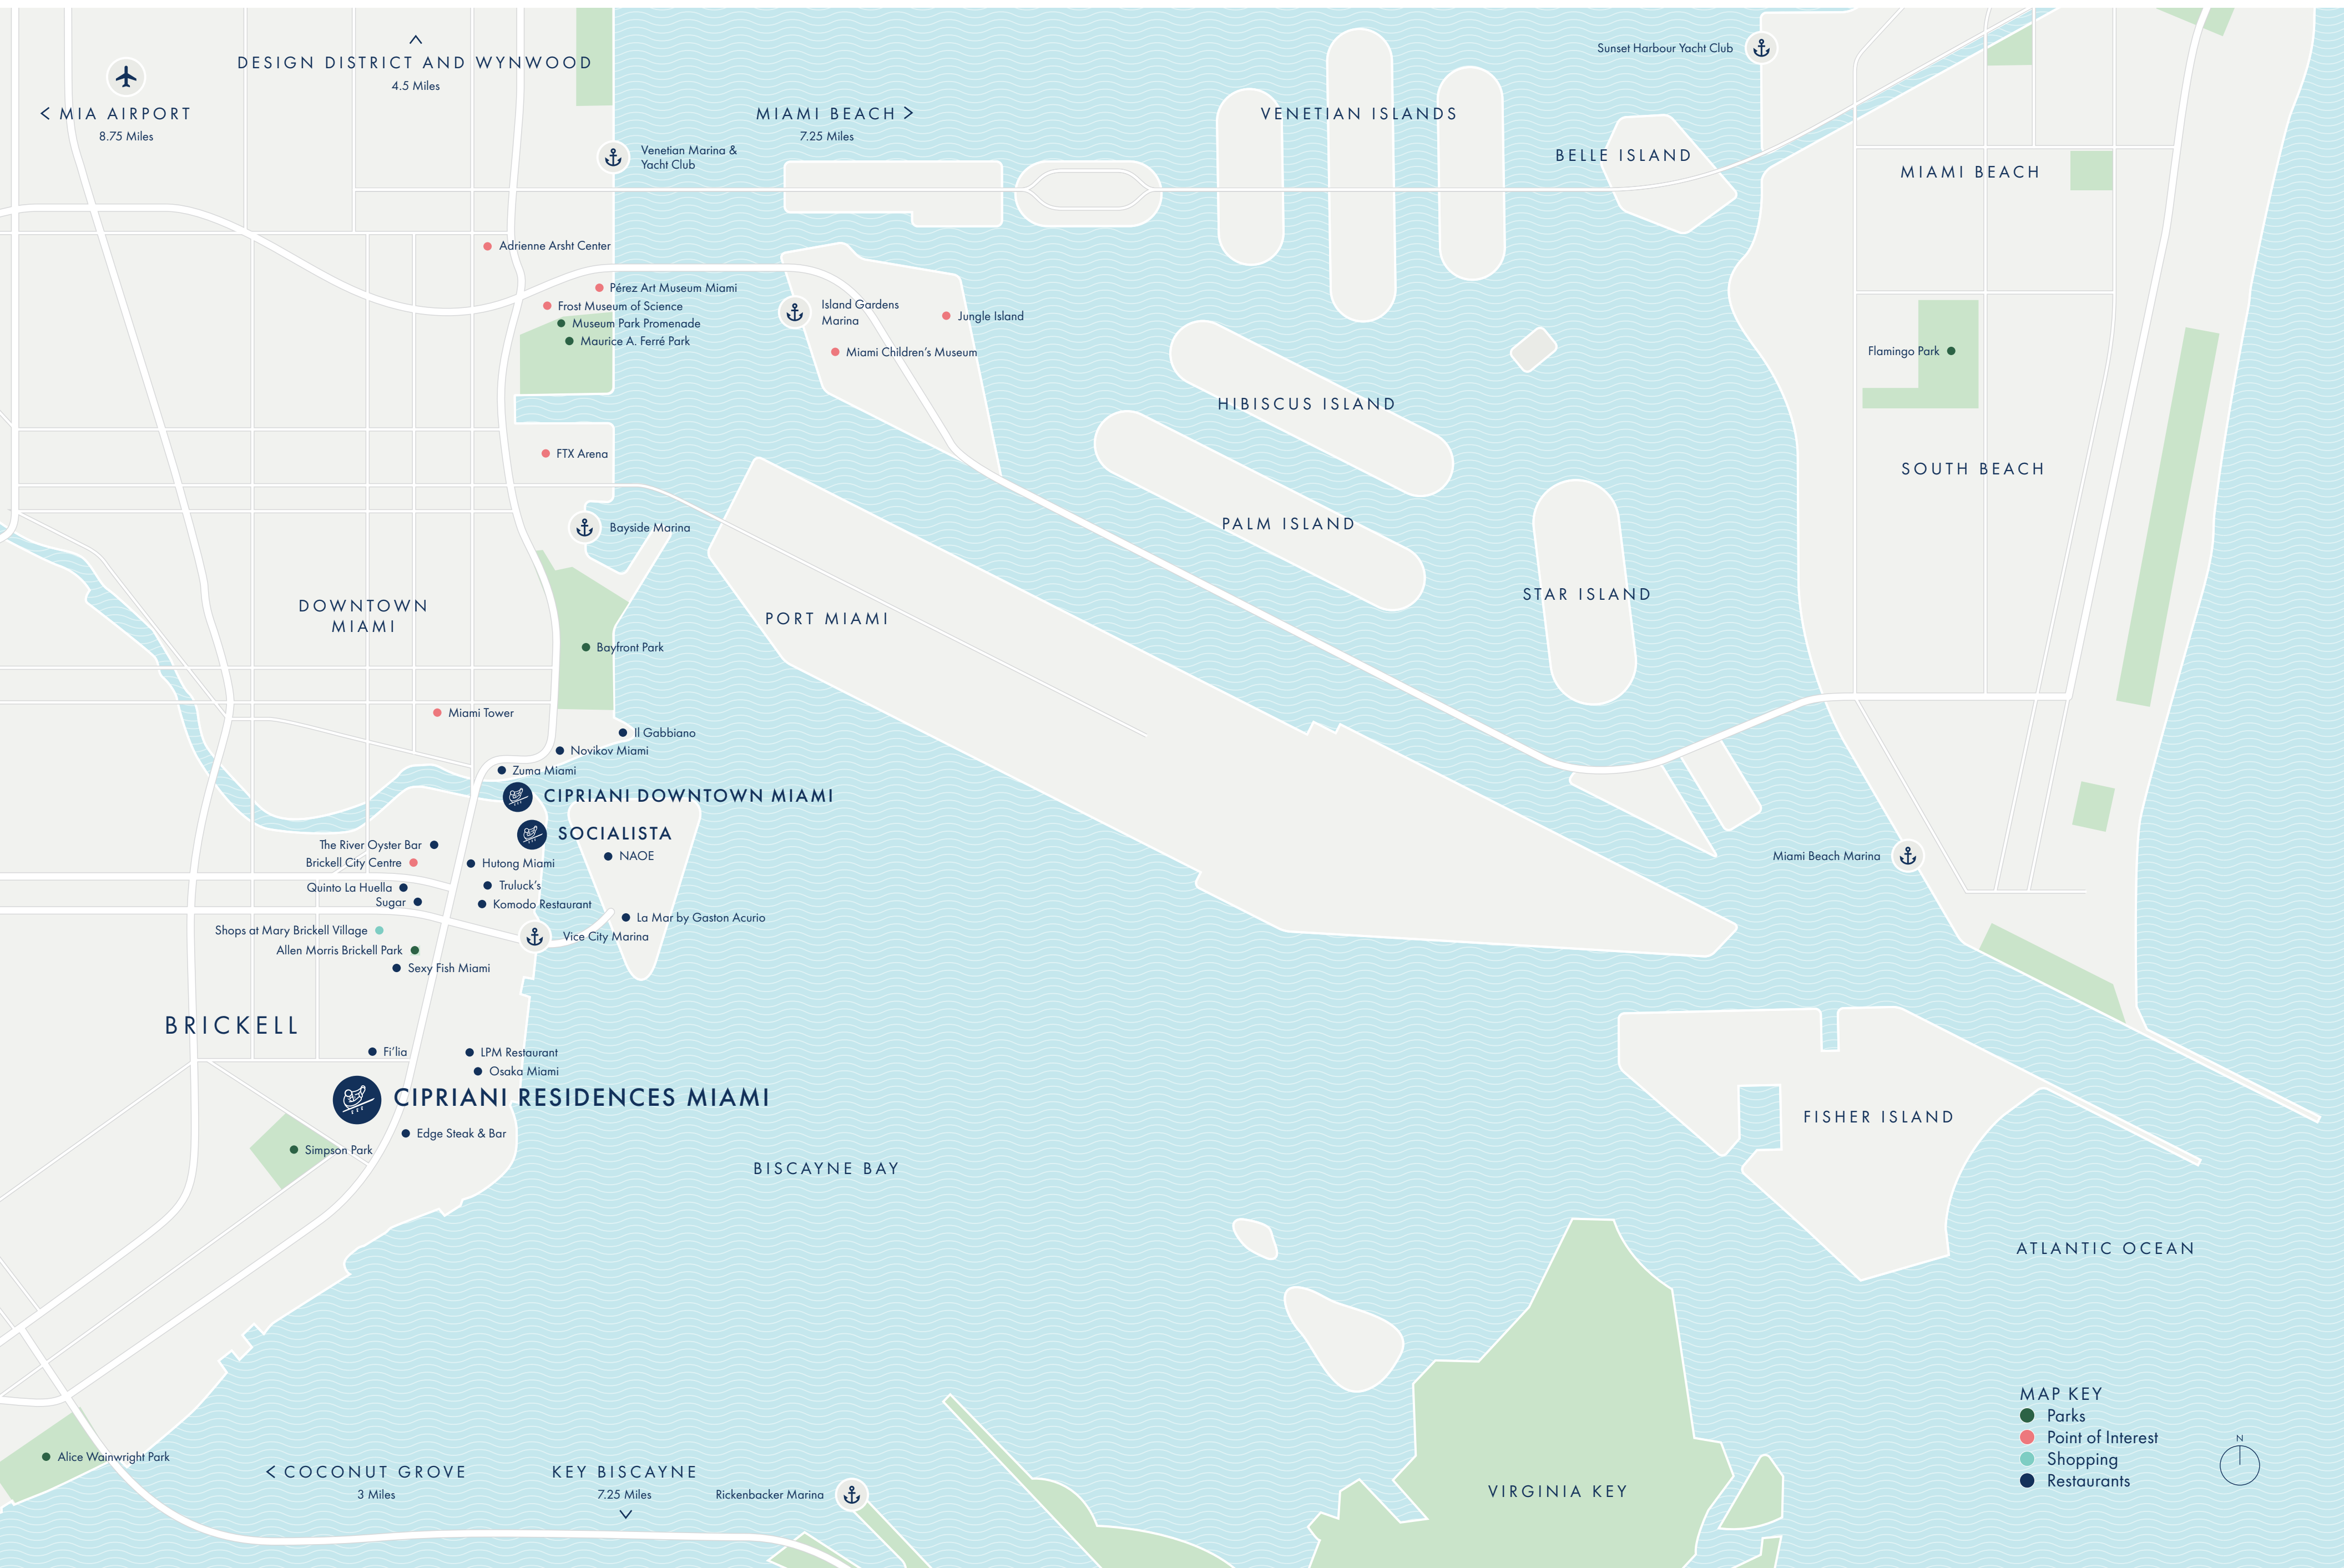 DESIGN DISTRICT AND WYNWOOD
4.5 Miles
< MIA AIRPORT
8.75 Miles
MIAMI BEACH >
7.25 Miles
VENETIAN ISLANDS
Sunset Harbour Yacht Club
BELLE ISLAND
MIAMI BEACH
Venetian Marina &
Yacht Club
Adrienne Arsht Center
Pérez Art Museum Miami
Frost Museum of Science
Museum Park Promenade
Maurice A. Ferré Park
Island Gardens
Marina
Jungle Island
Miami Children's Museum
Flamingo Park
HIBISCUS ISLAND
FTX Arena
SOUTH BEACH
Bayside Marina
PALM ISLAND
STAR ISLAND
DOWNTOWN
MIAMI
PORT MIAMI
Bayfront Park
Miami Tower
Il Gabbiano
Novikov Miami
Zuma Miami
CIPRIANI DOWNTOWN MIAMI
SOCIALISTA
NAOE
The River Oyster Bar
Brickell City Centre
Hutong Miami
Quinto La Huella
Truluck's
Sugar
Komodo Restaurant
La Mar by Gaston Acurio
Shops at Mary Brickell Village
Vice City Marina
Allen Morris Brickell Park
Sexy Fish Miami
Miami Beach Marina
BRICKELL
Fi'lia
LPM Restaurant
Osaka Miami
CIPRIANI RESIDENCES MIAMI
Edge Steak & Bar
Simpson Park
BISCAYNE BAY
FISHER ISLAND
ATLANTIC OCEAN
Alice Wainwright Park
< COCONUT GROVE
3 Miles
KEY BISCAYNE
7.25 Miles
Rickenbacker Marina
VIRGINIA KEY
MAP KEY
Parks
Point of Interest
Shopping
Restaurants
N